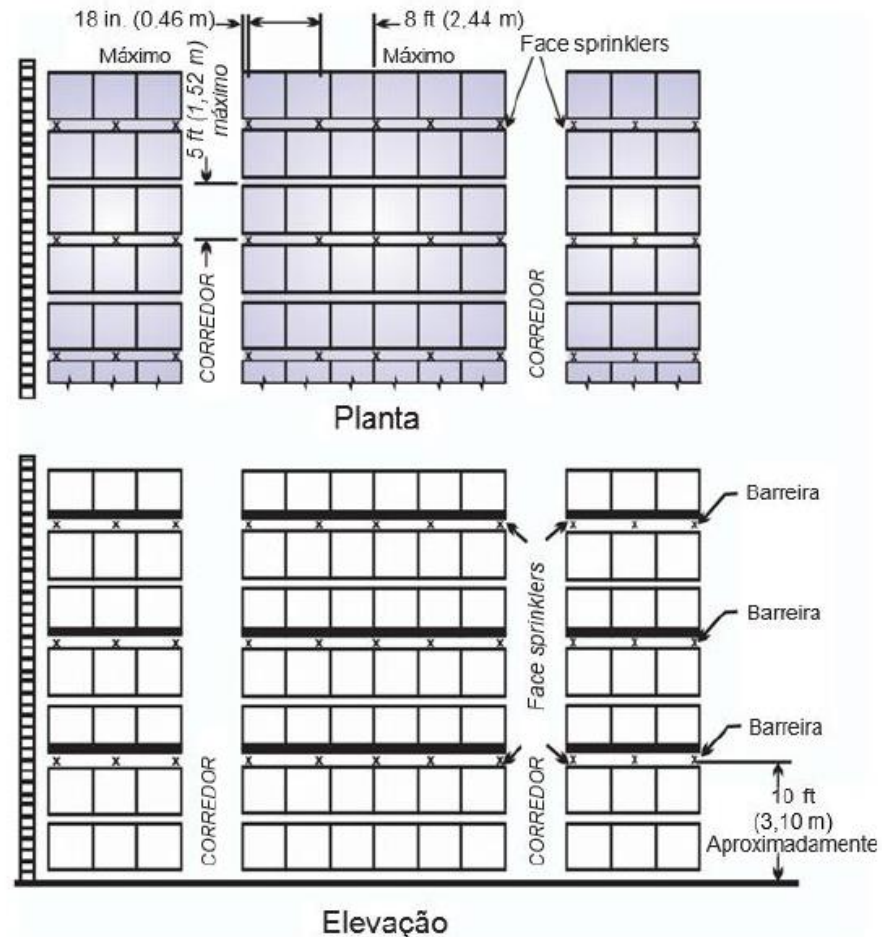 18 in. (0,46 m)
8 ft (2,44 m)
Máximo
Máximo
Face sprinklers
5 ft (1,52 m)
máximo
CORREDOR
CORREDOR
Planta
Barreira
Barreira
Barreira
Face sprinklers
CORREDOR
CORREDOR
10 ft
(3,10 m)
Aproximadamente
Elevação